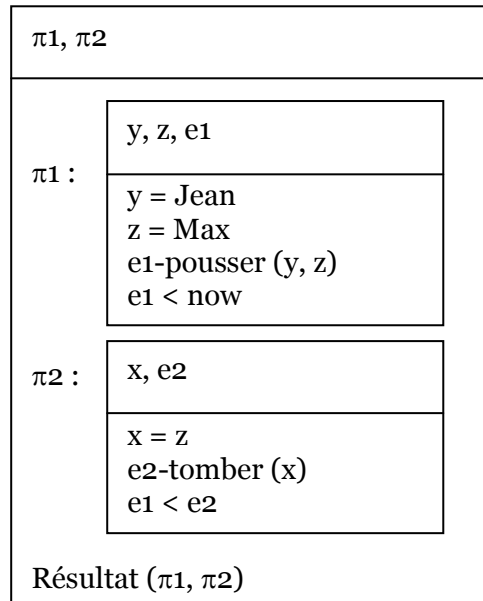 π1, π2
y, z, e1
π1 :
y = Jean
z = Max
e1-pousser (y, z)
e1 < now
π2 :
x, e2
x = z
e2-tomber (x)
e1 < e2
Résultat (π1, π2)